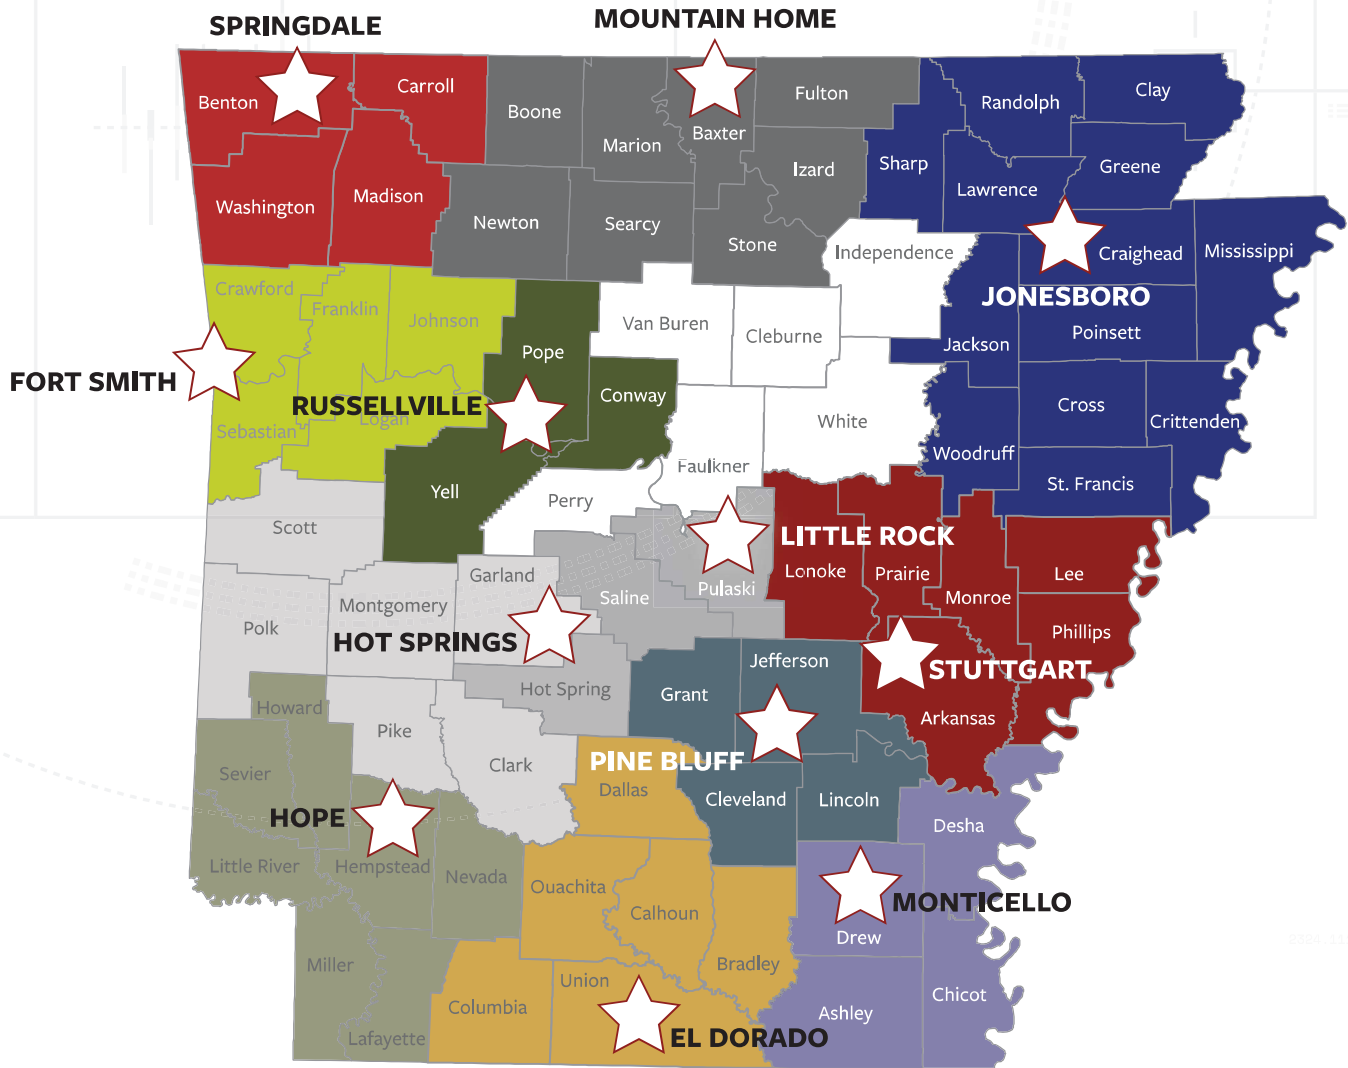 SPRINGDALE
MOUNTAIN HOME
Benton
Carroll
Boone
Marion
Baxter
Fulton
Randolph
Clay
Washington
Madison
Newton
Searcy
Stone
Izard
Sharp
Lawrence
Greene
Independence
Craighead
Mississippi
JONESBORO
Crawford
Franklin
Johnson
Pope
Van Buren
Cleburne
Jackson
Poinsett
FORT SMITH
RUSSELLVILLE
Logan
Sebastian
Conway
White
Cross
Crittenden
Woodruff
St. Francis
Yell
Faulkner
Perry
Scott
LITTLE ROCK
Lonoke
Prairie
Monroe
Lee
Garland
Saline
Pulaski
Montgomery
Polk
HOT SPRINGS
Hot Spring
Phillips
STUTTGART
Arkansas
Jefferson
Grant
Howard
Pike
Clark
Sevier
PINE BLUFF
Dallas
Cleveland
Lincoln
Desha
HOPE
Little River
Hempstead
Nevada
Ouachita
Calhoun
MONTICELLO
Drew
Bradley
Miller
Lafayette
Columbia
Union
EL DORADO
Ashley
Chicot